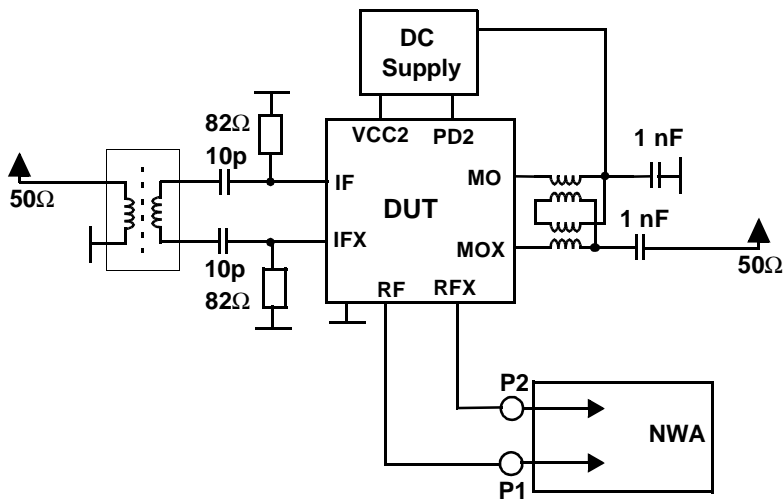 DC
Supply
82Ω
VCC2 PD2
1 nF
10p
50Ω
IF
MO
DUT
1 nF
IFX
MOX
50Ω
10p
RF RFX
82Ω
P2
NWA
P1